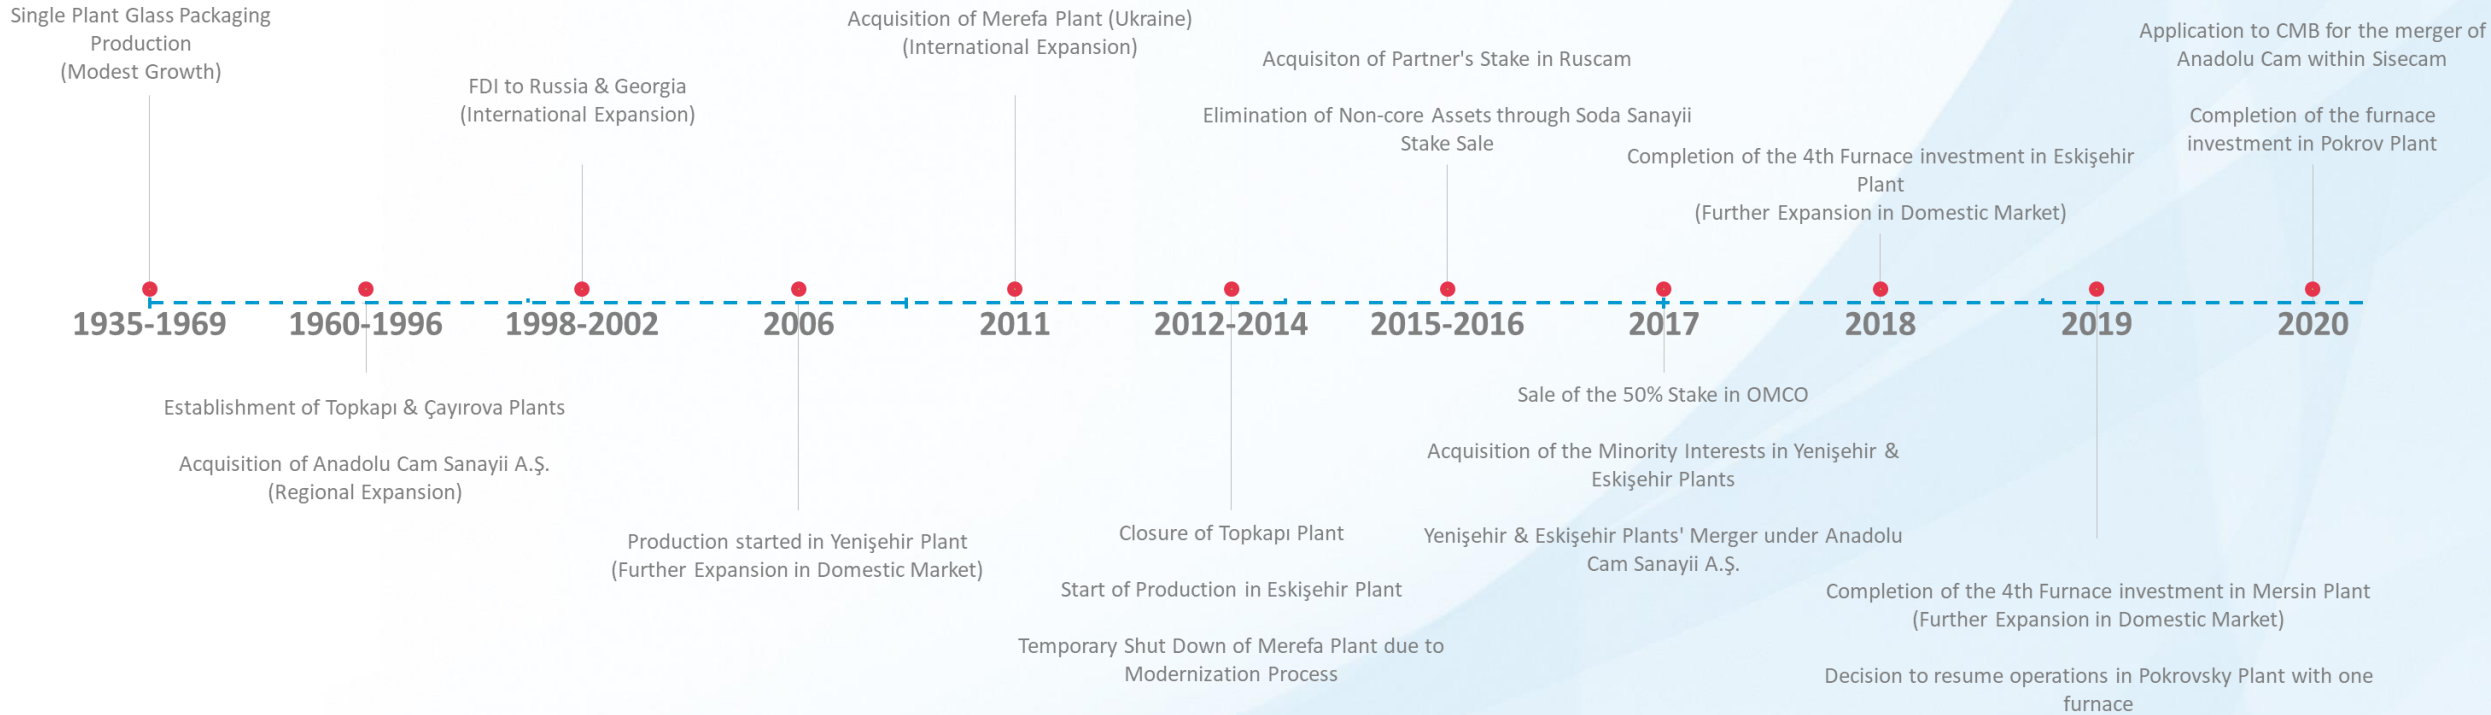 Single Plant Glass Packaging
Production
(Modest Growth)
FDI to Russia & Georgia
(International Expansion)
Acquisition of Merefa Plant (Ukraine)
(International Expansion)
Acquisiton of Partner's Stake in Ruscam
Elimination of Non-core Assets through Soda Sanayii
Stake Sale
Completion of the 4th Furnace investment in Eskişehir
Plant
(Further Expansion in Domestic Market)
Application to CMB for the merger of
Anadolu Cam within Sisecam
Completion of the furnace
investment in Pokrov Plant
1935-1969
1960-1996
1998-2002
2006
2011
2012-2014
2015-2016
2017
2018
2019
2020
Establishment of Topkapı & Çayırova Plants
Acquisition of Anadolu Cam Sanayii A.Ş.
(Regional Expansion)
Production started in Yenişehir Plant
(Further Expansion in Domestic Market)
Closure of Topkapı Plant
Start of Production in Eskişehir Plant
Temporary Shut Down of Merefa Plant due to
Modernization Process
Sale of the 50% Stake in OMCO
Acquisition of the Minority Interests in Yenişehir &
Eskişehir Plants
Yenişehir & Eskişehir Plants' Merger under Anadolu
Cam Sanayii A.Ş.
Completion of the 4th Furnace investment in Mersin Plant
(Further Expansion in Domestic Market)
Decision to resume operations in Pokrovsky Plant with one
furnace